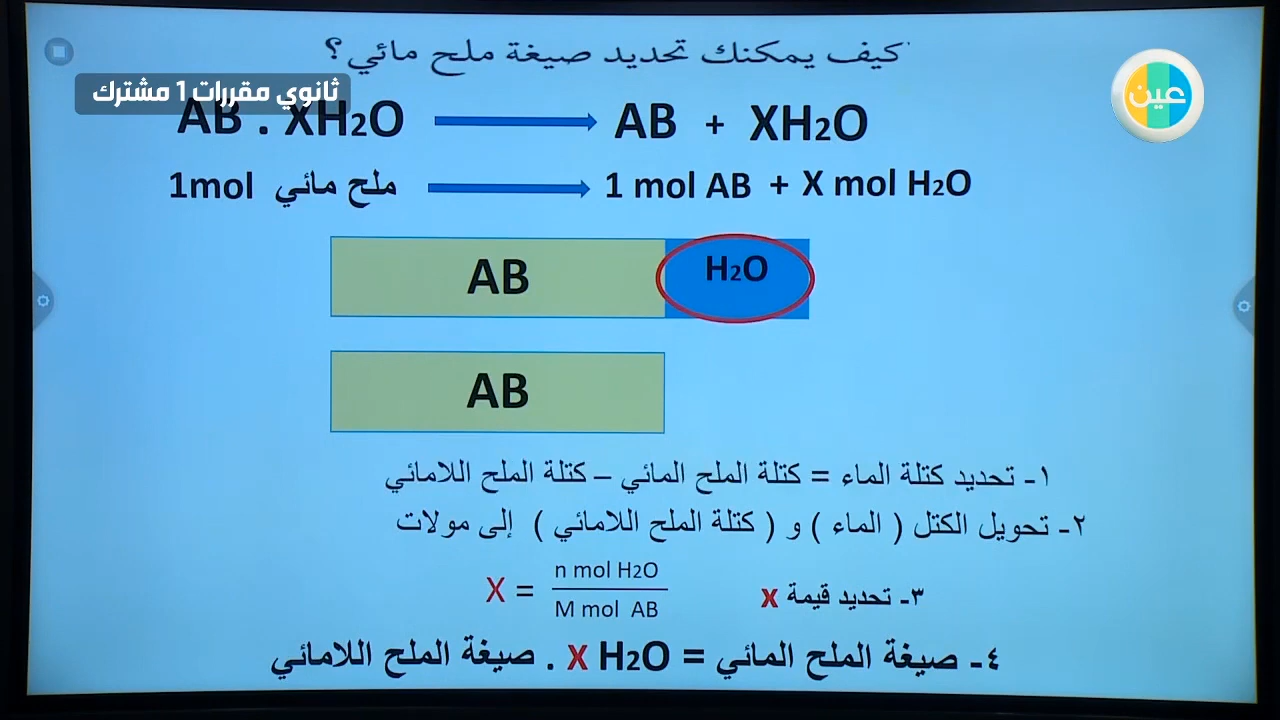 كيف يمكنك تحديد صيغة ملح مائي؟
ثانوي مقررات 1 مشترك
عين
AB . XH2O → AB + XH2O
1mol ملح مائي → 1 mol AB + X mol H2O
AB H2O
AB
١- تحديد كتلة الماء = كتلة الملح المائي – كتلة الملح اللامائي
٢- تحويل الكتل ( الماء ) و ( كتلة الملح اللامائي ) إلى مولات
٣- تحديد قيمة x
X = n mol H2O
M mol AB
٤- صيغة الملح المائي = X H2O . صيغة الملح اللامائي